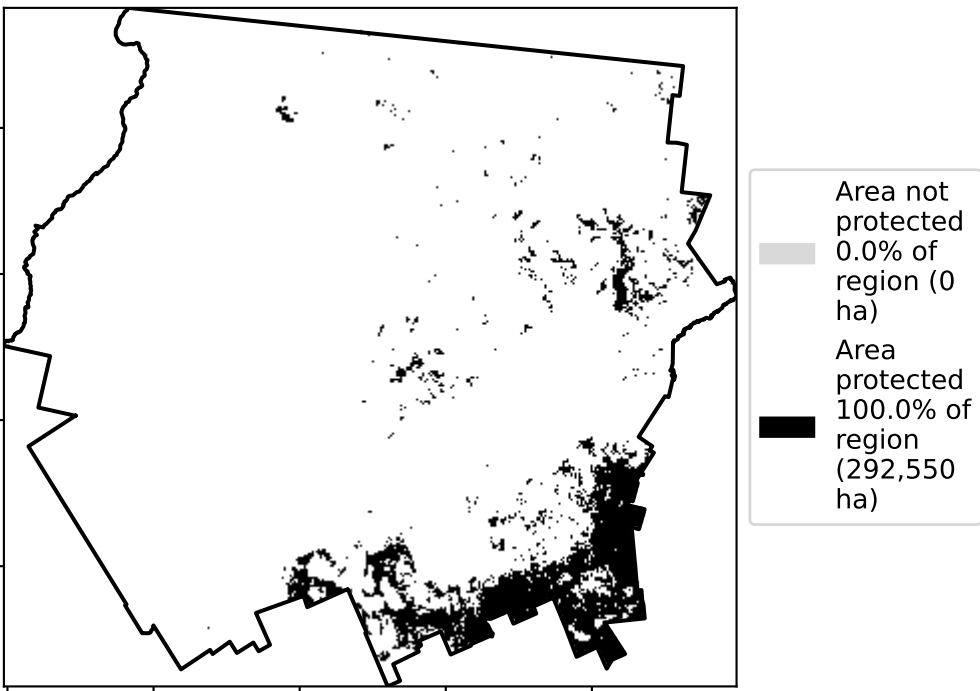 Area not
protected
0.0% of
region (0
ha)
Area
protected
100.0% of
region
(292,550
ha)